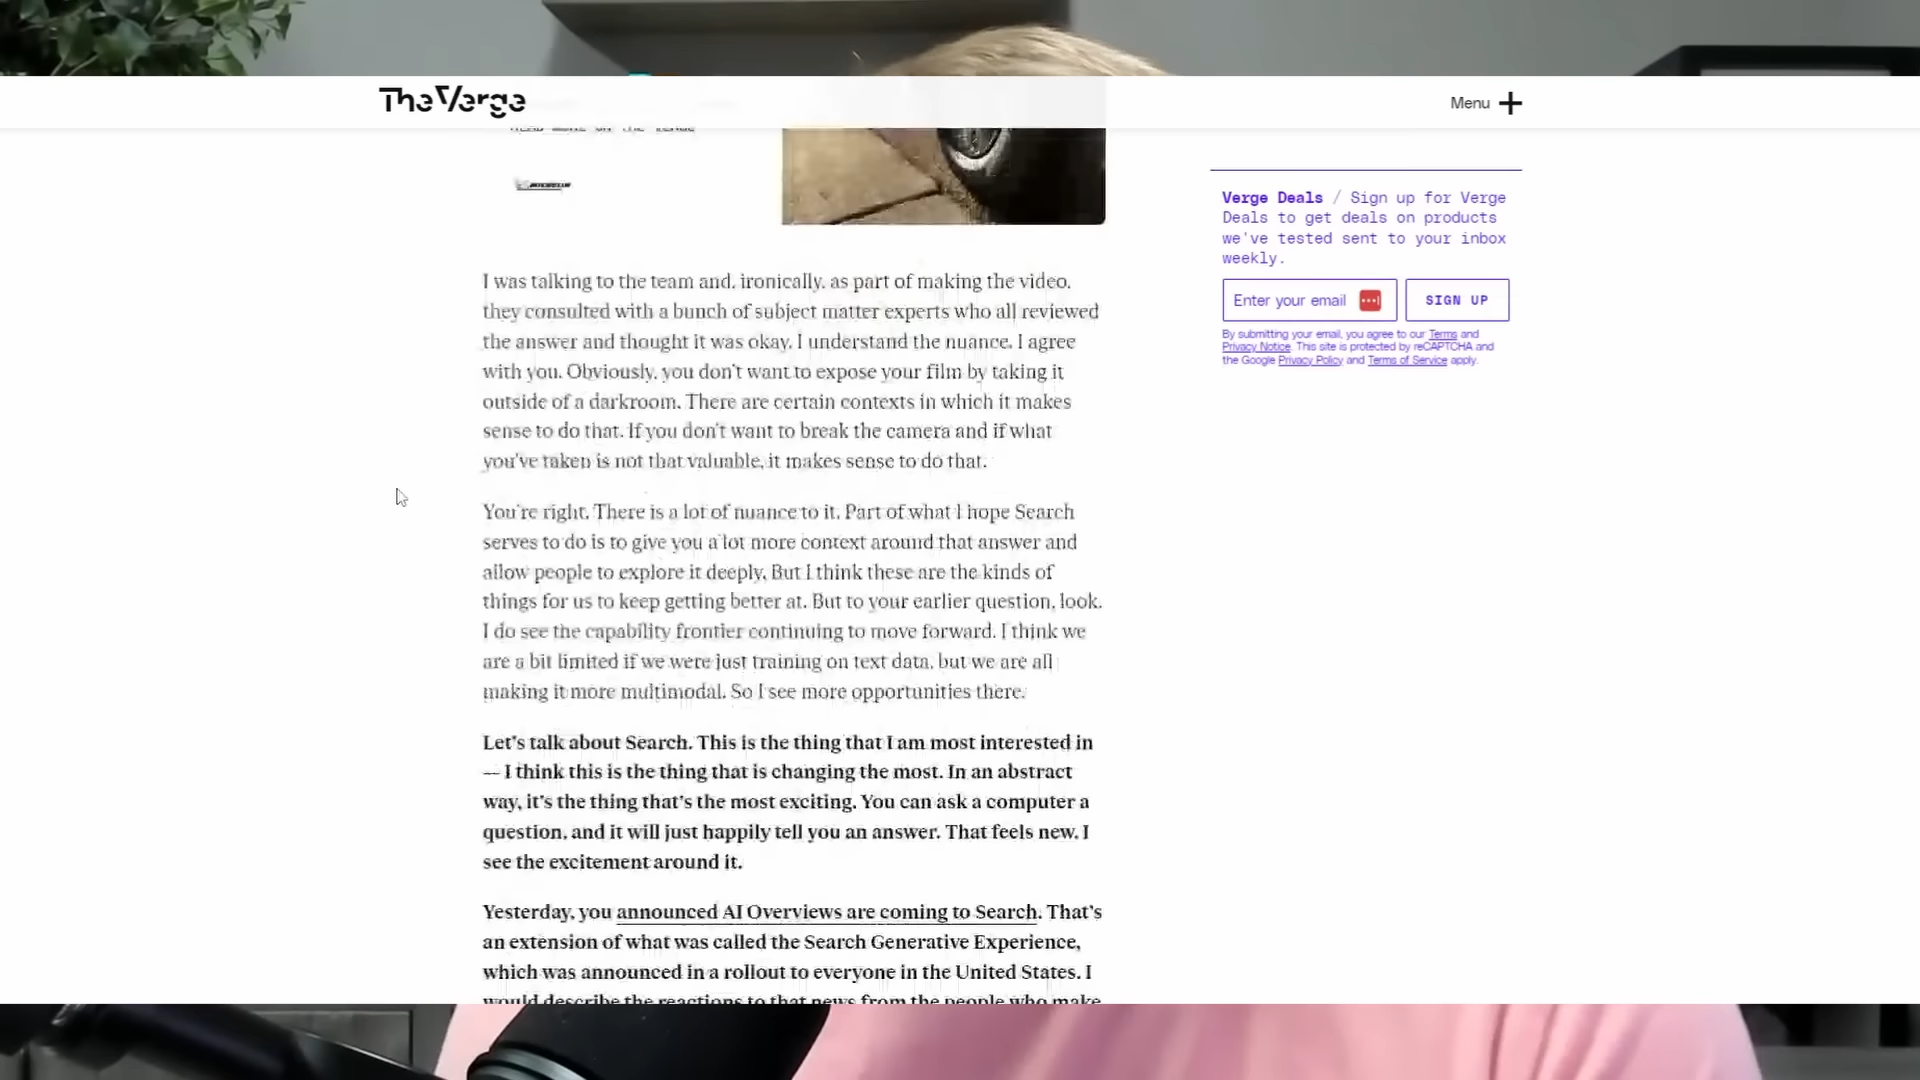 The Verge
Menu
I was talking to the team and, ironically, as part of making the video,
they consulted with a bunch of subject matter experts who all reviewed
the answer and thought it was okay. I understand the nuance. I agree
with you. Obviously, you don't want to expose your film by taking it
outside of a darkroom. There are certain contexts in which it makes
sense to do that. If you don't want to break the camera and if what
you've taken is not that valuable, it makes sense to do that.
You're right. There is a lot of nuance to it. Part of what I hope Search
serves to do is to give you a lot more context around that answer and
allow people to explore it deeply. But I think these are the kinds of
things for us to keep getting better at. But to your earlier question, look,
I do see the capability frontier continuing to move forward. I think we
are a bit limited if we were just training on text data, but we are all
making it more multimodal. So I see more opportunities there.
Let's talk about Search. This is the thing that I am most interested in
— I think this is the thing that is changing the most. In an abstract
way, it's the thing that's the most exciting. You can ask a computer a
question, and it will just happily tell you an answer. That feels new. I
see the excitement around it.
Yesterday, you announced AI Overviews are coming to Search. That's
an extension of what was called the Search Generative Experience,
which was announced in a rollout to everyone in the United States. I
would describe the reactions to that news from the people who make
Verge Deals / Sign up for Verge
Deals to get deals on products
we've tested sent to your inbox
weekly.
Enter your email
SIGN UP
By submitting your email, you agree to our Terms and
Privacy Notice. This site is protected by reCAPTCHA and
the Google Privacy Policy and Terms of Service apply.